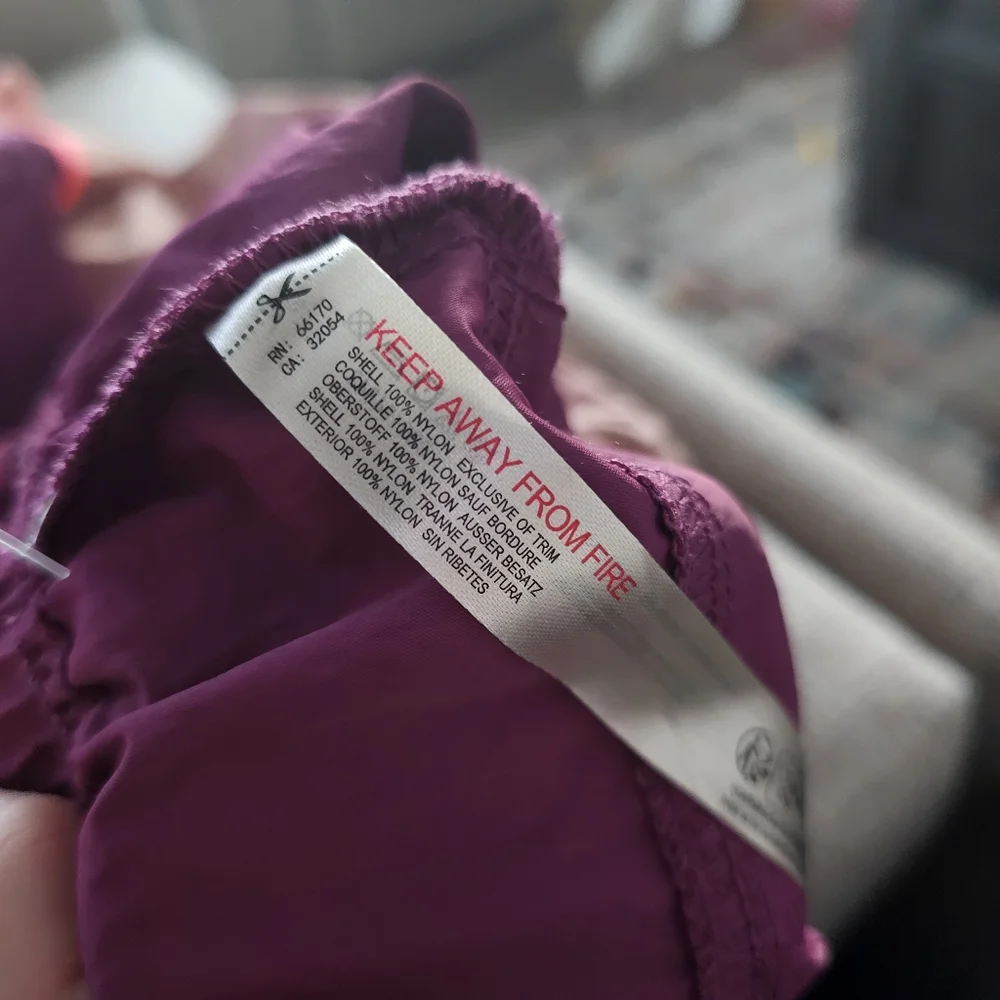 RN: 66170
CA: 32054
KEEP AWAY FROM FIRE
SHELL 100% NYLON EXCLUSIVE OF TRIM
COQUILLE 100% NYLON SAUF BORDURE
OBERSTOFF 100% NYLON AUSSER BESATZ
SHELL 100% NYLON TRANNE LA FINITURA
EXTERIOR 100% NYLON SIN RIBETES